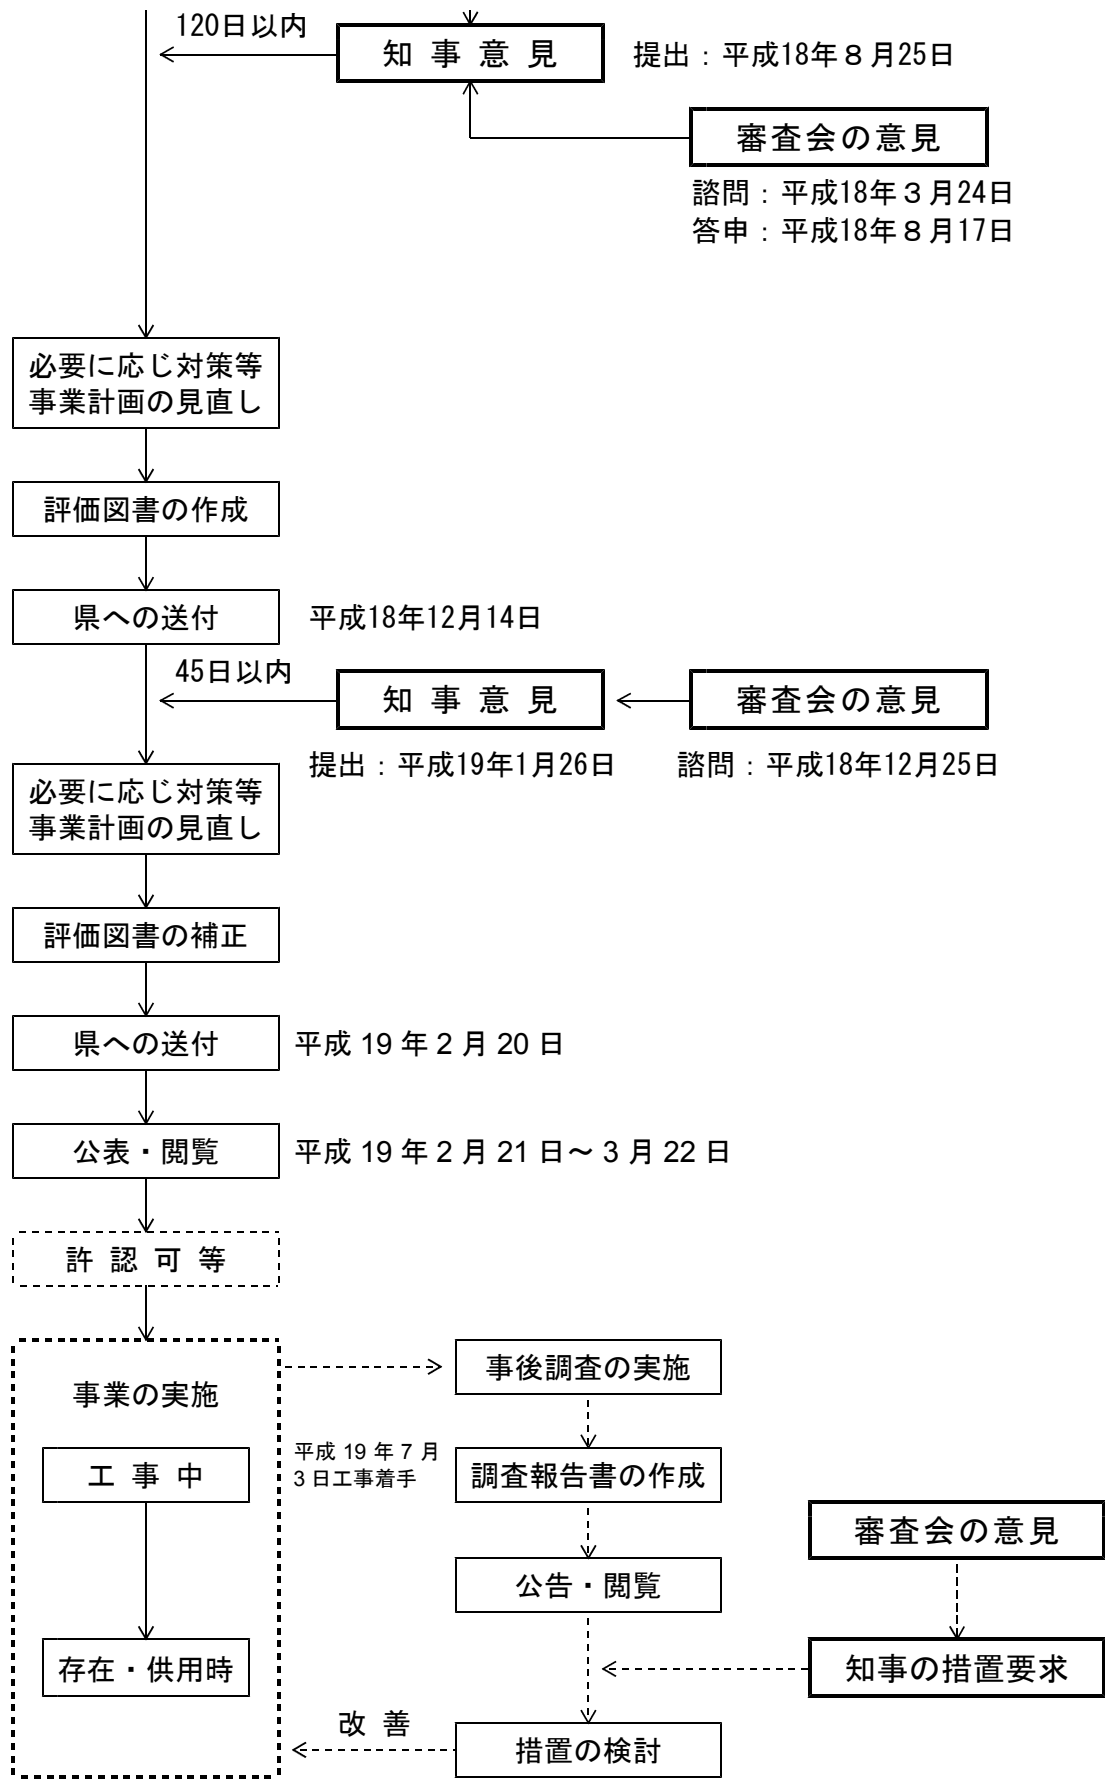 120日以内
知 事 意 見
提出：平成18年８月25日
審査会の意見
諮問：平成18年３月24日
答申：平成18年８月17日
必要に応じ対策等
事業計画の見直し
評価図書の作成
県への送付
平成18年12月14日
45日以内
知 事 意 見
審査会の意見
提出：平成19年1月26日
諮問：平成18年12月25日
必要に応じ対策等
事業計画の見直し
評価図書の補正
県への送付
平成 19 年 2 月 20 日
公表・閲覧
平成 19 年 2 月 21 日～ 3 月 22 日
許 認 可 等
事業の実施
事後調査の実施
工 事 中
平成 19 年 7 月
3 日工事着手
調査報告書の作成
審査会の意見
公告・閲覧
存在・供用時
知事の措置要求
改 善
措置の検討